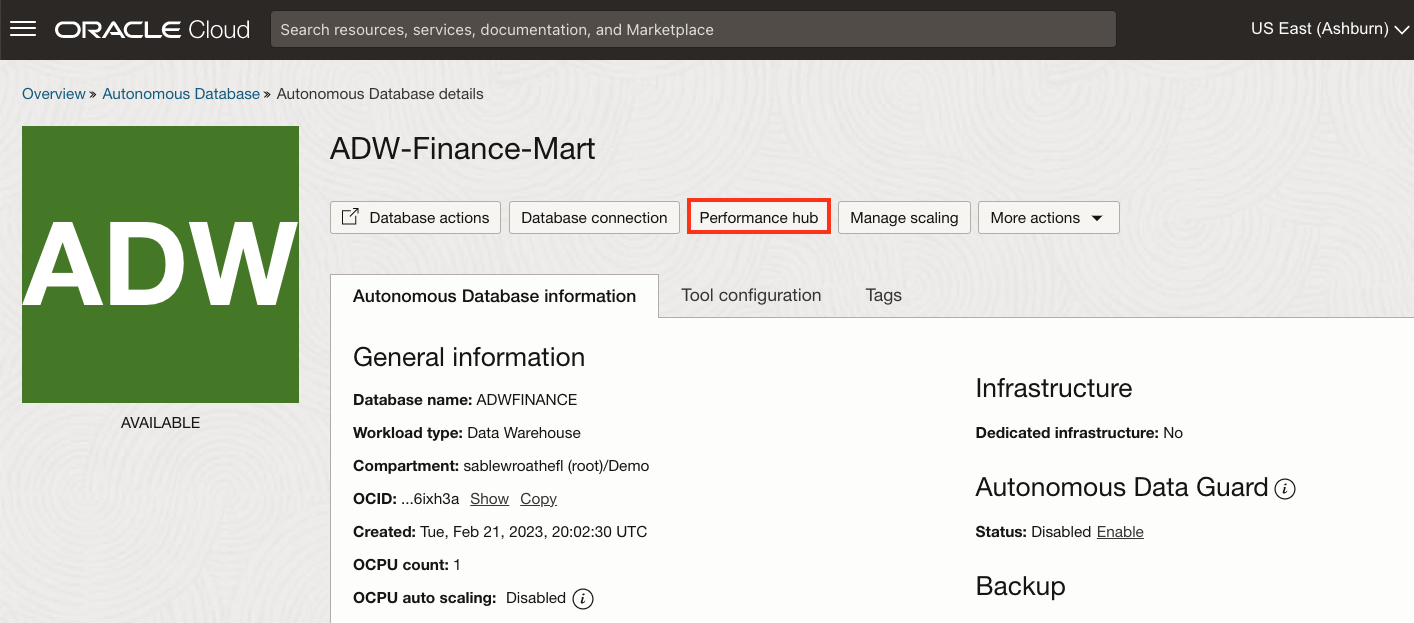 ORACLE Cloud
Search resources, services, documentation, and Marketplace
US East (Ashburn)
Overview » Autonomous Database » Autonomous Database details
ADW
AVAILABLE
ADW-Finance-Mart
Database actions
Database connection
Performance hub
Manage scaling
More actions
Autonomous Database information
Tool configuration
Tags
General information
Database name: ADWFINANCE
Workload type: Data Warehouse
Compartment: sablewroathefl (root)/Demo
OCID: ...6ixh3a Show Copy
Created: Tue, Feb 21, 2023, 20:02:30 UTC
OCPU count: 1
OCPU auto scaling: Disabled i
Infrastructure
Dedicated infrastructure: No
Autonomous Data Guard i
Status: Disabled Enable
Backup